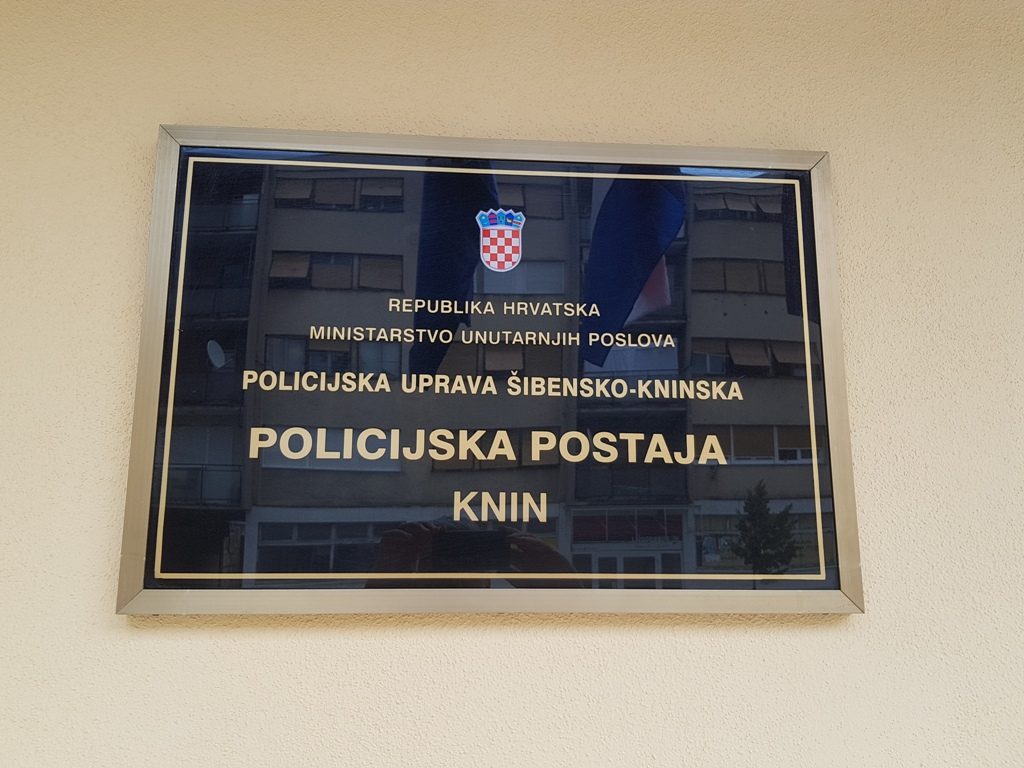 REPUBLIKA HRVATSKA
MINISTARSTVO UNUTARNJIH POSLOVA
POLICIJSKA UPRAVA ŠIBENSKO-KNINSKA
POLICIJSKA POSTAJA
KNIN